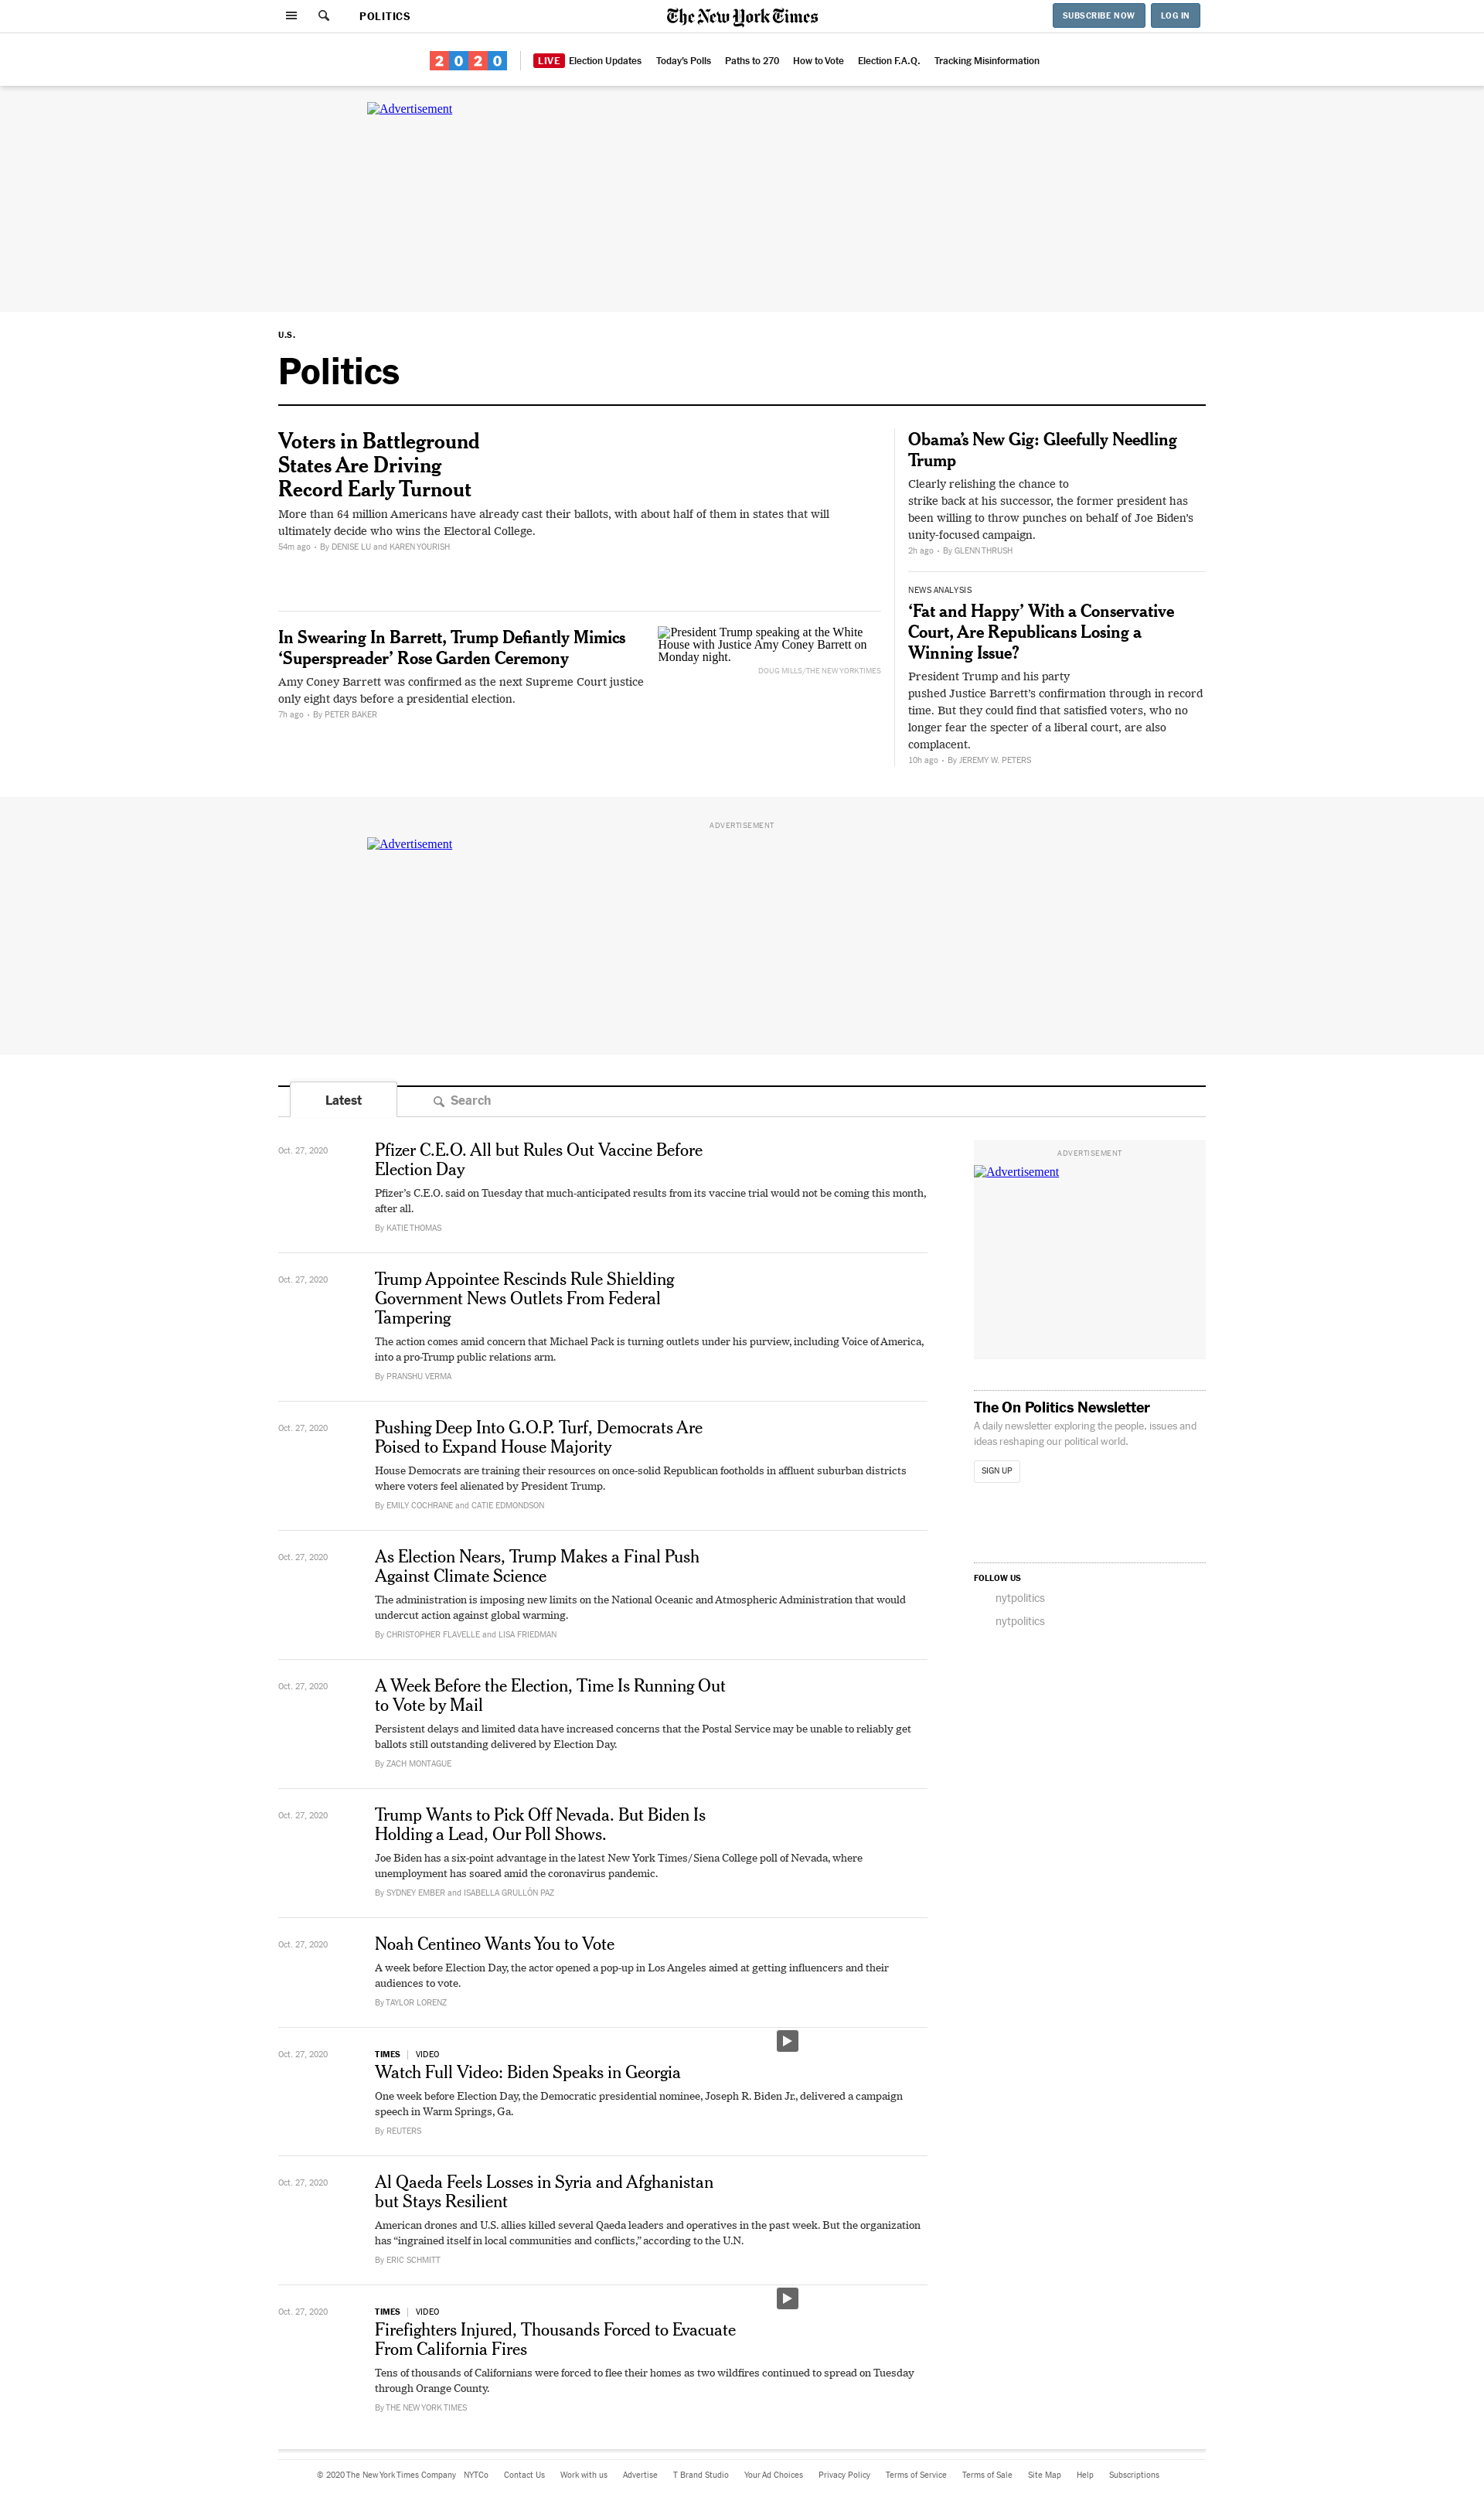 POLITICS
The New York Times
SUBSCRIBE NOW
LOG IN
2020
LIVE Election Updates
Today's Polls
Paths to 270
How to Vote
Election F.A.Q.
Tracking Misinformation
Advertisement
U.S.
Politics
Voters in Battleground
States Are Driving
Record Early Turnout
More than 64 million Americans have already cast their ballots, with about half of them in states that will
ultimately decide who wins the Electoral College.
54m ago • By DENISE LU and KAREN YOURISH
In Swearing In Barrett, Trump Defiantly Mimics
‘Superspreader’ Rose Garden Ceremony
Amy Coney Barrett was confirmed as the next Supreme Court justice
only eight days before a presidential election.
7h ago • By PETER BAKER
President Trump speaking at the White
House with Justice Amy Coney Barrett on
Monday night.
DOUG MILLS/THE NEW YORK TIMES
Obama’s New Gig: Gleefully Needling
Trump
Clearly relishing the chance to
strike back at his successor, the former president has
been willing to throw punches on behalf of Joe Biden’s
unity-focused campaign.
2h ago • By GLENN THRUSH
NEWS ANALYSIS
‘Fat and Happy’ With a Conservative
Court, Are Republicans Losing a
Winning Issue?
President Trump and his party
pushed Justice Barrett’s confirmation through in record
time. But they could find that satisfied voters, who no
longer fear the specter of a liberal court, are also
complacent.
10h ago • By JEREMY W. PETERS
ADVERTISEMENT
Advertisement
Latest
Search
Oct. 27, 2020
Pfizer C.E.O. All but Rules Out Vaccine Before
Election Day
Pfizer’s C.E.O. said on Tuesday that much-anticipated results from its vaccine trial would not be coming this month,
after all.
By KATIE THOMAS
Oct. 27, 2020
Trump Appointee Rescinds Rule Shielding
Government News Outlets From Federal
Tampering
The action comes amid concern that Michael Pack is turning outlets under his purview, including Voice of America,
into a pro-Trump public relations arm.
By PRANSHU VERMA
Oct. 27, 2020
Pushing Deep Into G.O.P. Turf, Democrats Are
Poised to Expand House Majority
House Democrats are training their resources on once-solid Republican footholds in affluent suburban districts
where voters feel alienated by President Trump.
By EMILY COCHRANE and CATIE EDMONDSON
Oct. 27, 2020
As Election Nears, Trump Makes a Final Push
Against Climate Science
The administration is imposing new limits on the National Oceanic and Atmospheric Administration that would
undercut action against global warming.
By CHRISTOPHER FLAVELLE and LISA FRIEDMAN
Oct. 27, 2020
A Week Before the Election, Time Is Running Out
to Vote by Mail
Persistent delays and limited data have increased concerns that the Postal Service may be unable to reliably get
ballots still outstanding delivered by Election Day.
By ZACH MONTAGUE
Oct. 27, 2020
Trump Wants to Pick Off Nevada. But Biden Is
Holding a Lead, Our Poll Shows.
Joe Biden has a six-point advantage in the latest New York Times/Siena College poll of Nevada, where
unemployment has soared amid the coronavirus pandemic.
By SYDNEY EMBER and ISABELLA GRULLÓN PAZ
Oct. 27, 2020
Noah Centineo Wants You to Vote
A week before Election Day, the actor opened a pop-up in Los Angeles aimed at getting influencers and their
audiences to vote.
By TAYLOR LORENZ
Oct. 27, 2020
TIMES | VIDEO
Watch Full Video: Biden Speaks in Georgia
One week before Election Day, the Democratic presidential nominee, Joseph R. Biden Jr., delivered a campaign
speech in Warm Springs, Ga.
By REUTERS
Oct. 27, 2020
Al Qaeda Feels Losses in Syria and Afghanistan
but Stays Resilient
American drones and U.S. allies killed several Qaeda leaders and operatives in the past week. But the organization
has “ingrained itself in local communities and conflicts,” according to the U.N.
By ERIC SCHMITT
Oct. 27, 2020
TIMES | VIDEO
Firefighters Injured, Thousands Forced to Evacuate
From California Fires
Tens of thousands of Californians were forced to flee their homes as two wildfires continued to spread on Tuesday
through Orange County.
By THE NEW YORK TIMES
ADVERTISEMENT
Advertisement
The On Politics Newsletter
A daily newsletter exploring the people, issues and
ideas reshaping our political world.
SIGN UP
FOLLOW US
nytpolitics
nytpolitics
© 2020 The New York Times Company
NYTCo
Contact Us
Work with us
Advertise
T Brand Studio
Your Ad Choices
Privacy Policy
Terms of Service
Terms of Sale
Site Map
Help
Subscriptions